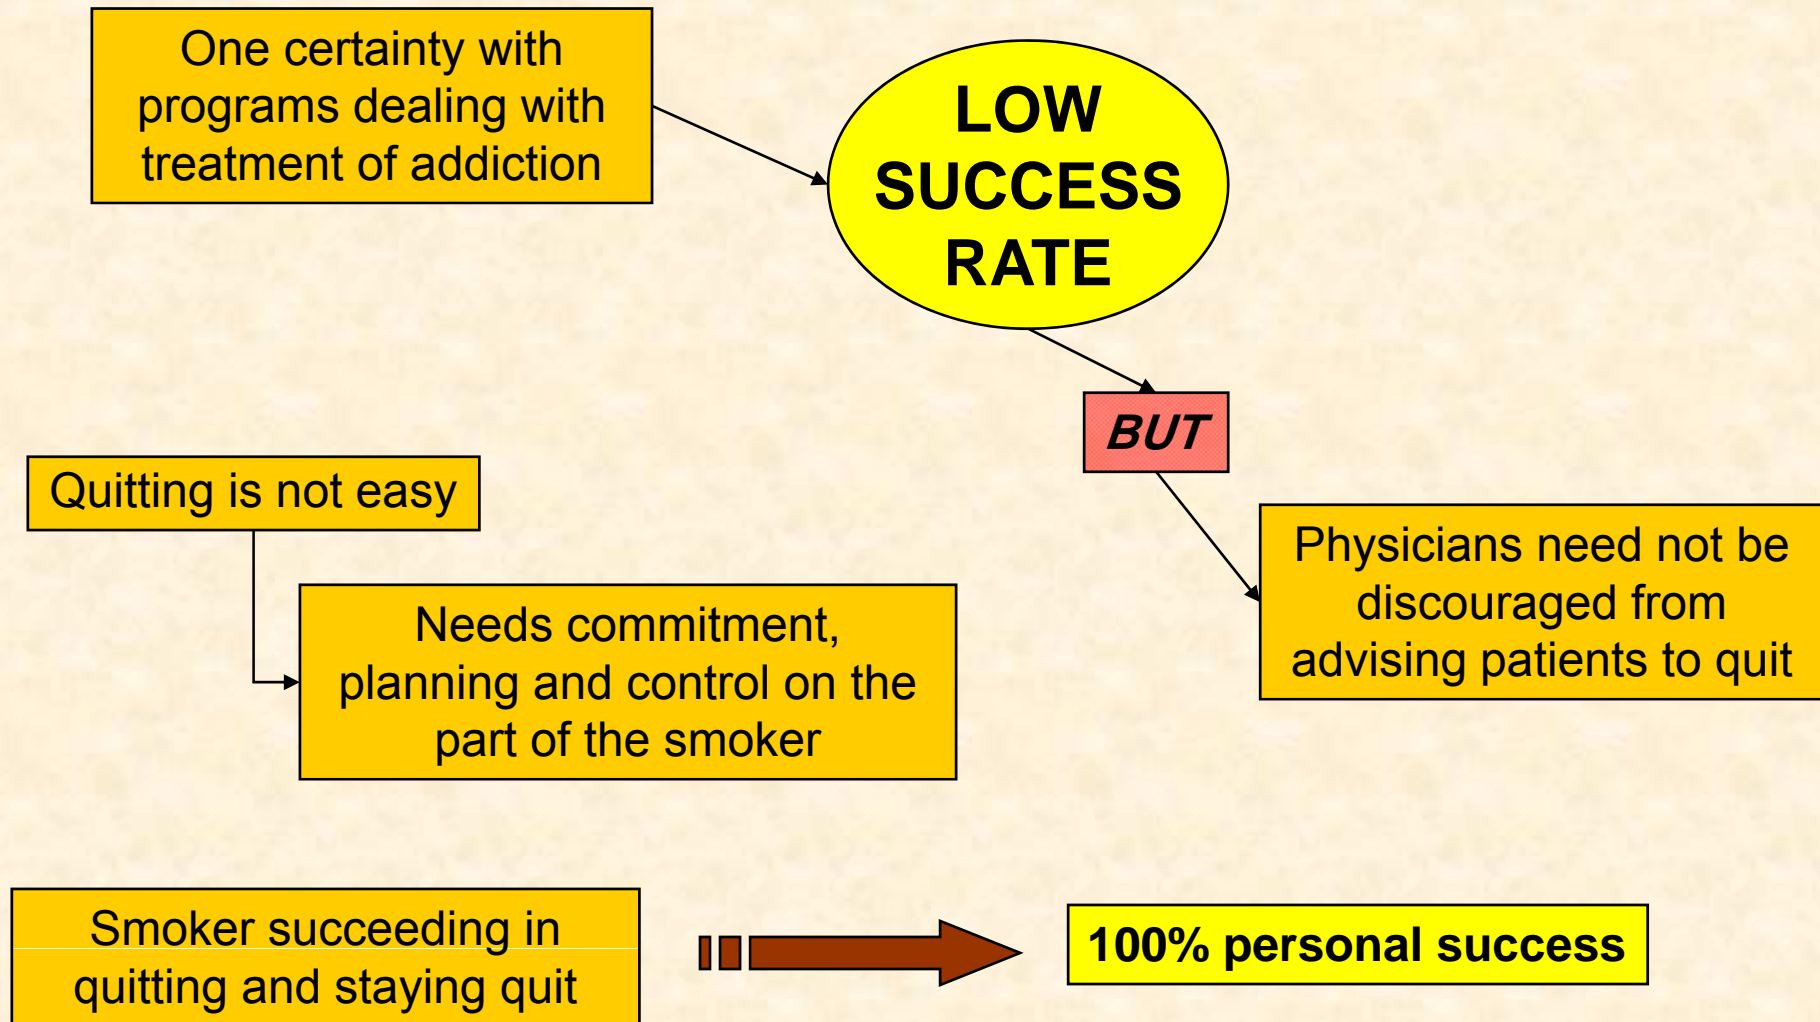 One certainty with
programs dealing with
treatment of addiction
LOW
SUCCESS
RATE
BUT
Physicians need not be
discouraged from
advising patients to quit
Quitting is not easy
Needs commitment,
planning and control on the
part of the smoker
Smoker succeeding in
quitting and staying quit
100% personal success